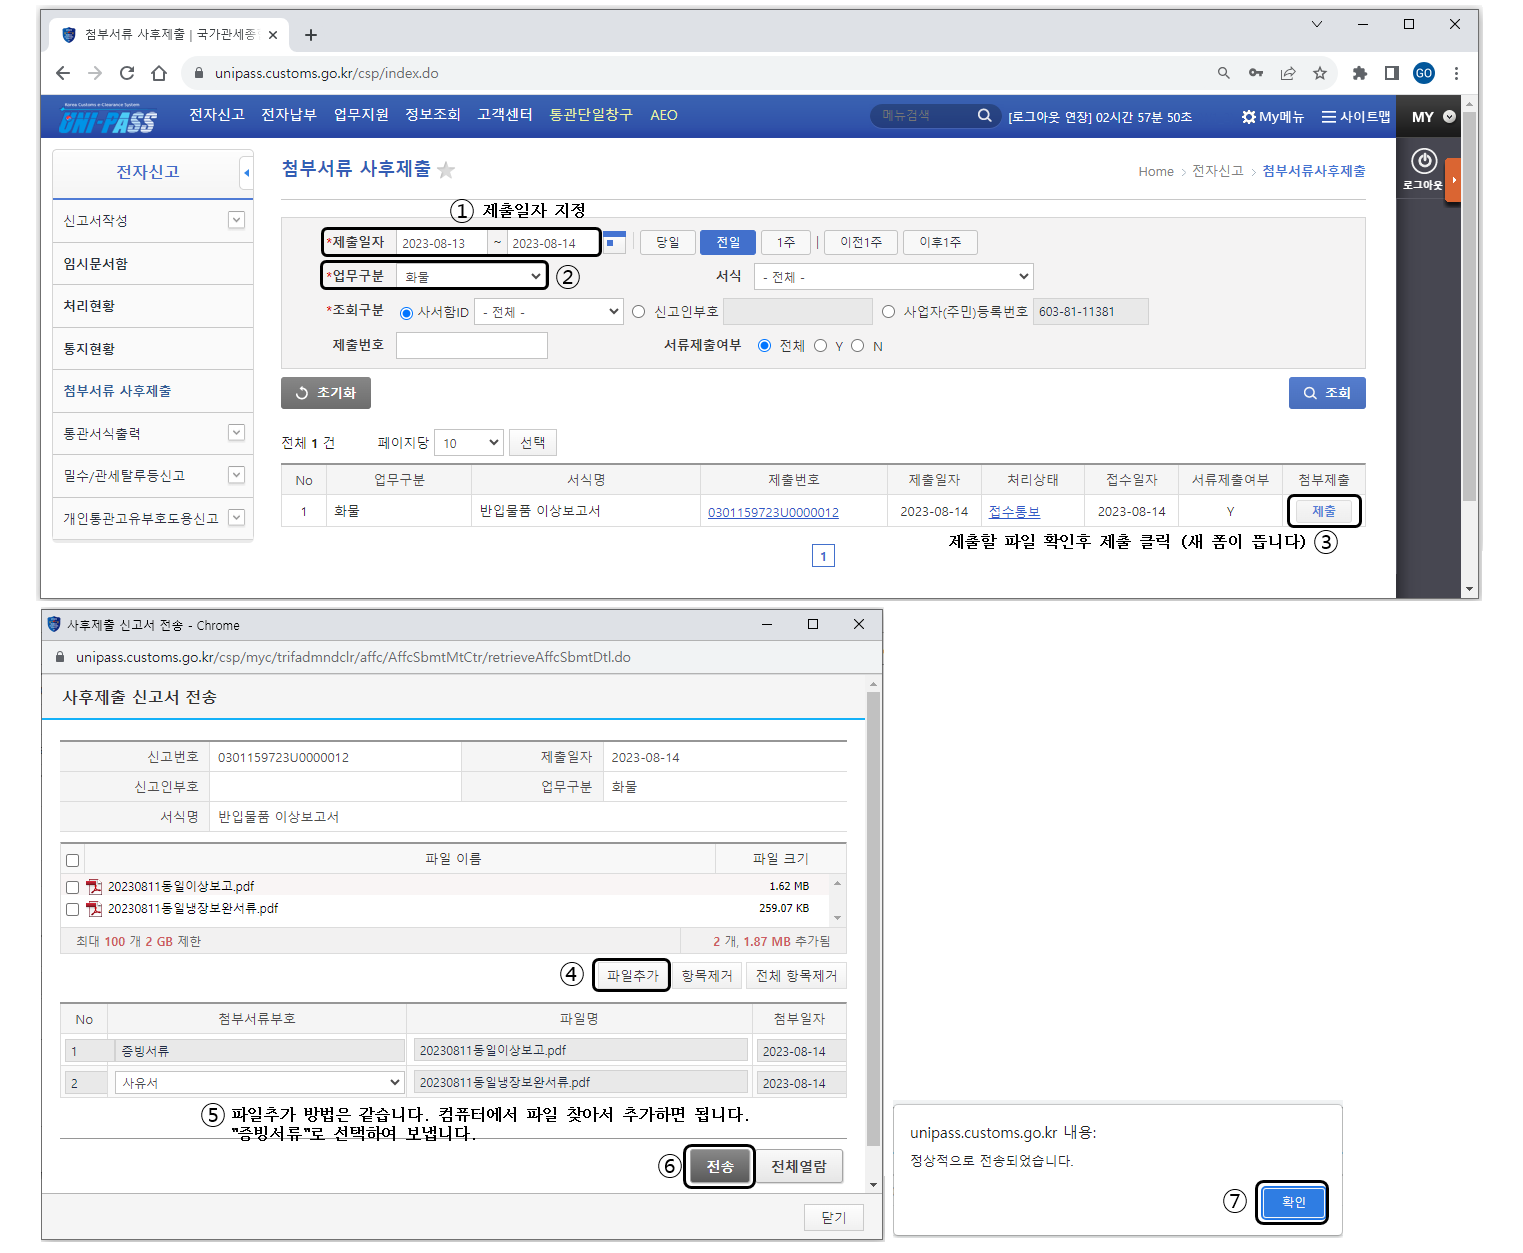 첨부서류 사후제출 | 국가관세종
unipass.customs.go.kr/csp/index.do
GO
Korea Customs e-Clearance System
UNI-PASS
전자신고 전자납부 업무지원 정보조회 고객센터 통관단일창구 AEO
메뉴검색
[로그아웃 연장] 02시간 57분 50초
My메뉴 사이트맵
MY
로그아웃
전자신고
신고서작성
임시문서함
처리현황
통지현황
첨부서류 사후제출
통관서식출력
밀수/관세탈루등신고
개인통관고유부호도용신고
첨부서류 사후제출
Home > 전자신고 > 첨부서류사후제출
① 제출일자 지정
*제출일자 2023-08-13 ~ 2023-08-14 당일 전일 1주 | 이전1주 이후1주
*업무구분 화물 ② 서식 - 전체 -
*조회구분 사서함ID - 전체 - 신고인부호 사업자(주민)등록번호 603-81-11381
제출번호 서류제출여부 전체 Y N
초기화 조회
전체 1 건 페이지당 10 선택
No 업무구분 서식명 제출번호 제출일자 처리상태 접수일자 서류제출여부 첨부제출
1 화물 반입물품 이상보고서 0301159723U0000012 2023-08-14 접수통보 2023-08-14 Y 제출
제출할 파일 확인후 제출 클릭 (새 폼이 뜹니다) ③
1
사후제출 신고서 전송 - Chrome
unipass.customs.go.kr/csp/myc/trifadmndclr/affc/AffcSbmtMtCtr/retrieveAffcSbmtDtl.do
사후제출 신고서 전송
신고번호 0301159723U0000012 제출일자 2023-08-14
신고인부호 업무구분 화물
서식명 반입물품 이상보고서
파일 이름 파일 크기
20230811동일이상보고.pdf 1.62 MB
20230811동일냉장보완서류.pdf 259.07 KB
최대 100 개 2 GB 제한 2 개, 1.87 MB 추가됨
④ 파일추가 항목제거 전체 항목제거
No 첨부서류부호 파일명 첨부일자
1 증빙서류 20230811동일이상보고.pdf 2023-08-14
2 사유서 20230811동일냉장보완서류.pdf 2023-08-14
⑤ 파일추가 방법은 같습니다. 컴퓨터에서 파일 찾아서 추가하면 됩니다.
"증빙서류"로 선택하여 보냅니다.
⑥ 전송 전체열람
닫기
unipass.customs.go.kr 내용:
정상적으로 전송되었습니다.
⑦ 확인